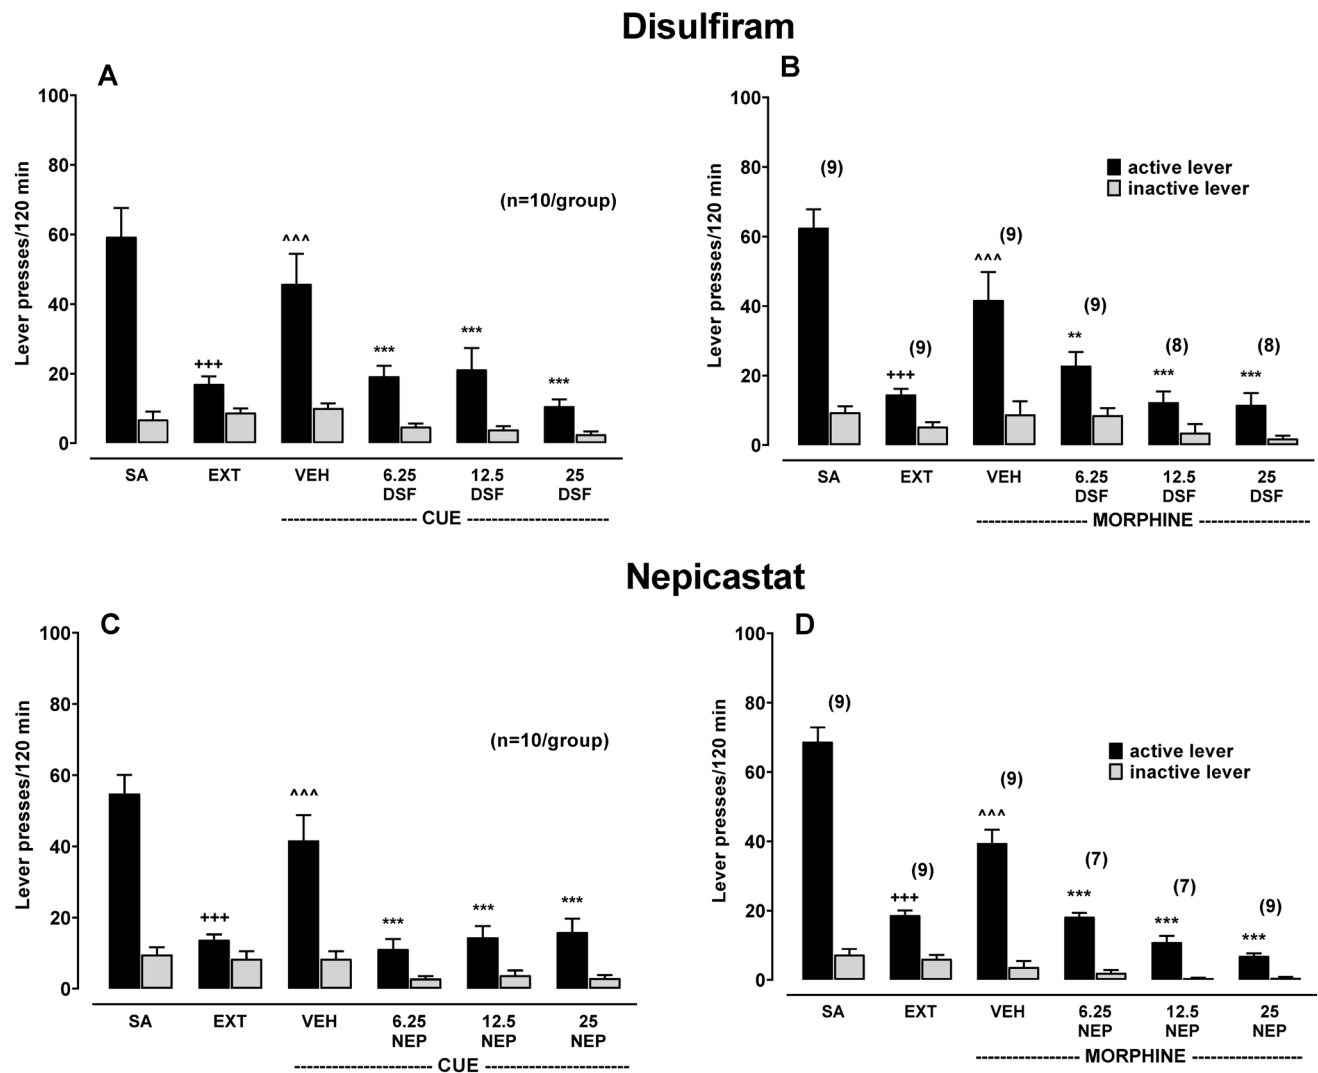 Disulfiram
A
Lever presses/120 min
100
80
60
40
20
0
(n=10/group)
+++
^^^
***
***
***
SA EXT VEH 6.25 DSF 12.5 DSF 25 DSF
CUE
B
Lever presses/120 min
100
80
60
40
20
0
active lever
inactive lever
(9)
+++ (9)
^^^ (9)
** (9)
*** (8)
*** (8)
SA EXT VEH 6.25 DSF 12.5 DSF 25 DSF
MORPHINE
Nepicastat
C
Lever presses/120 min
100
80
60
40
20
0
(n=10/group)
+++
^^^
***
***
***
SA EXT VEH 6.25 NEP 12.5 NEP 25 NEP
CUE
D
Lever presses/120 min
100
80
60
40
20
0
active lever
inactive lever
(9)
+++ (9)
^^^ (9)
*** (7)
*** (7)
*** (9)
SA EXT VEH 6.25 NEP 12.5 NEP 25 NEP
MORPHINE